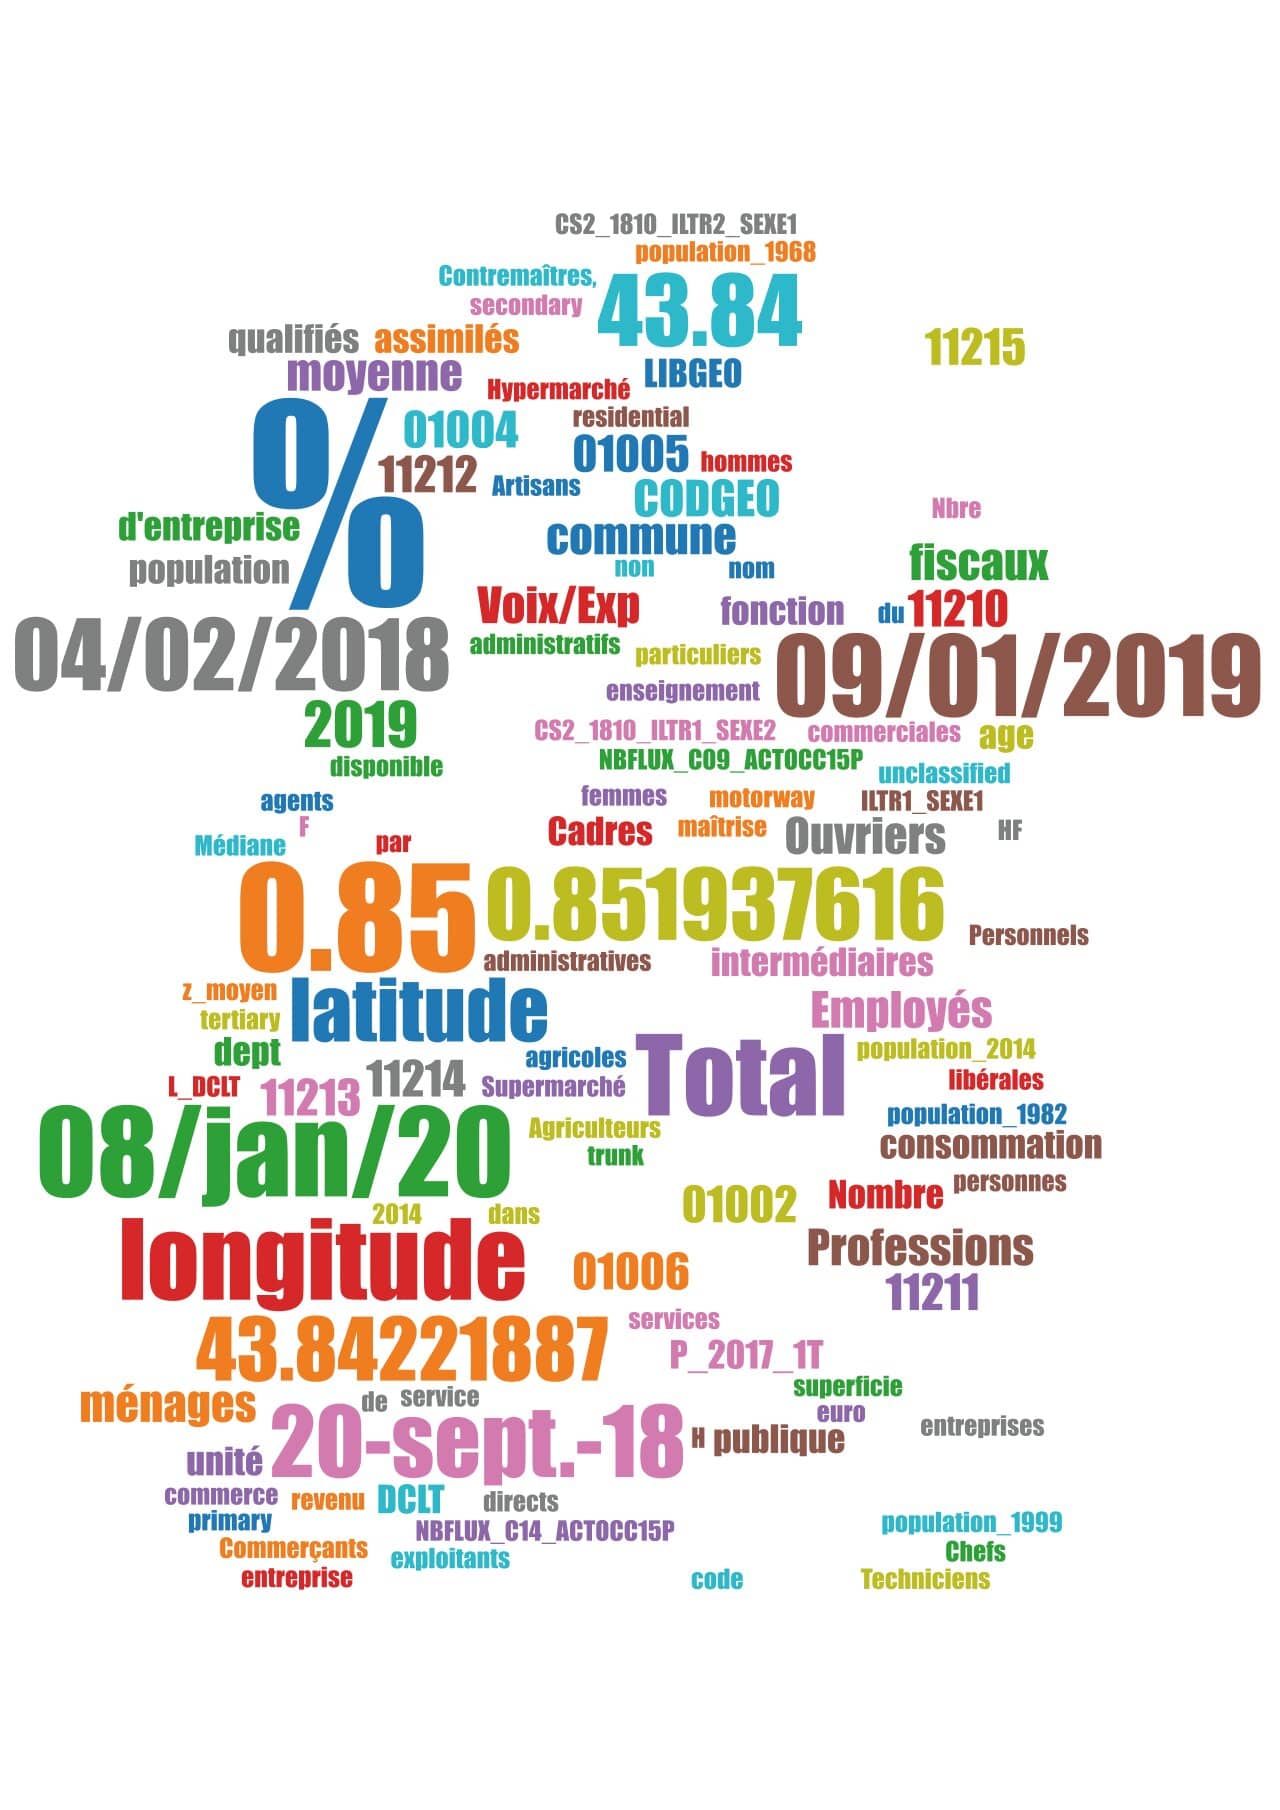 CS2_1810_ILTR2_SEXE1
population_1968
Contremaîtres,
secondary
43.84
qualifiés assimilés
11215
moyenne
LIBGEO
Hypermarché
%
01004
residential
11212
01005
hommes
Artisans
CODGEO
Nbre
d'entreprise
commune
population
non
nom
fiscaux
Voix/Exp
fonction
du
11210
04/02/2018
administratifs
particuliers
09/01/2019
enseignement
2019
CS2_1810_ILTR1_SEXE2
commerciales
age
disponible
NBFLUX_C09_ACTOCC15P
unclassified
agents
femmes
motorway
ILTR1_SEXE1
F
Médiane
par
Cadres
maîtrise
Ouvriers
HF
0.85
0.851937616
Personnels
administratives
intermédiaires
z_moyen
latitude
Employés
tertiary
dept
agricoles
Total
population_2014
L_DCLT
11213
11214
Supermarché
libérales
08/jan/20
Agriculteurs
population_1982
trunk
consommation
2014
dans
01002
Nombre
personnes
longitude
01006
Professions
11211
43.84221887
services
P_2017_1T
ménages
de
service
superficie
euro
entreprises
20-sept.-18
H
publique
unité
commerce
revenu
DCLT
directs
primary
NBFLUX_C14_ACTOCC15P
population_1999
Commerçants
exploitants
Chefs
entreprise
code
Techniciens